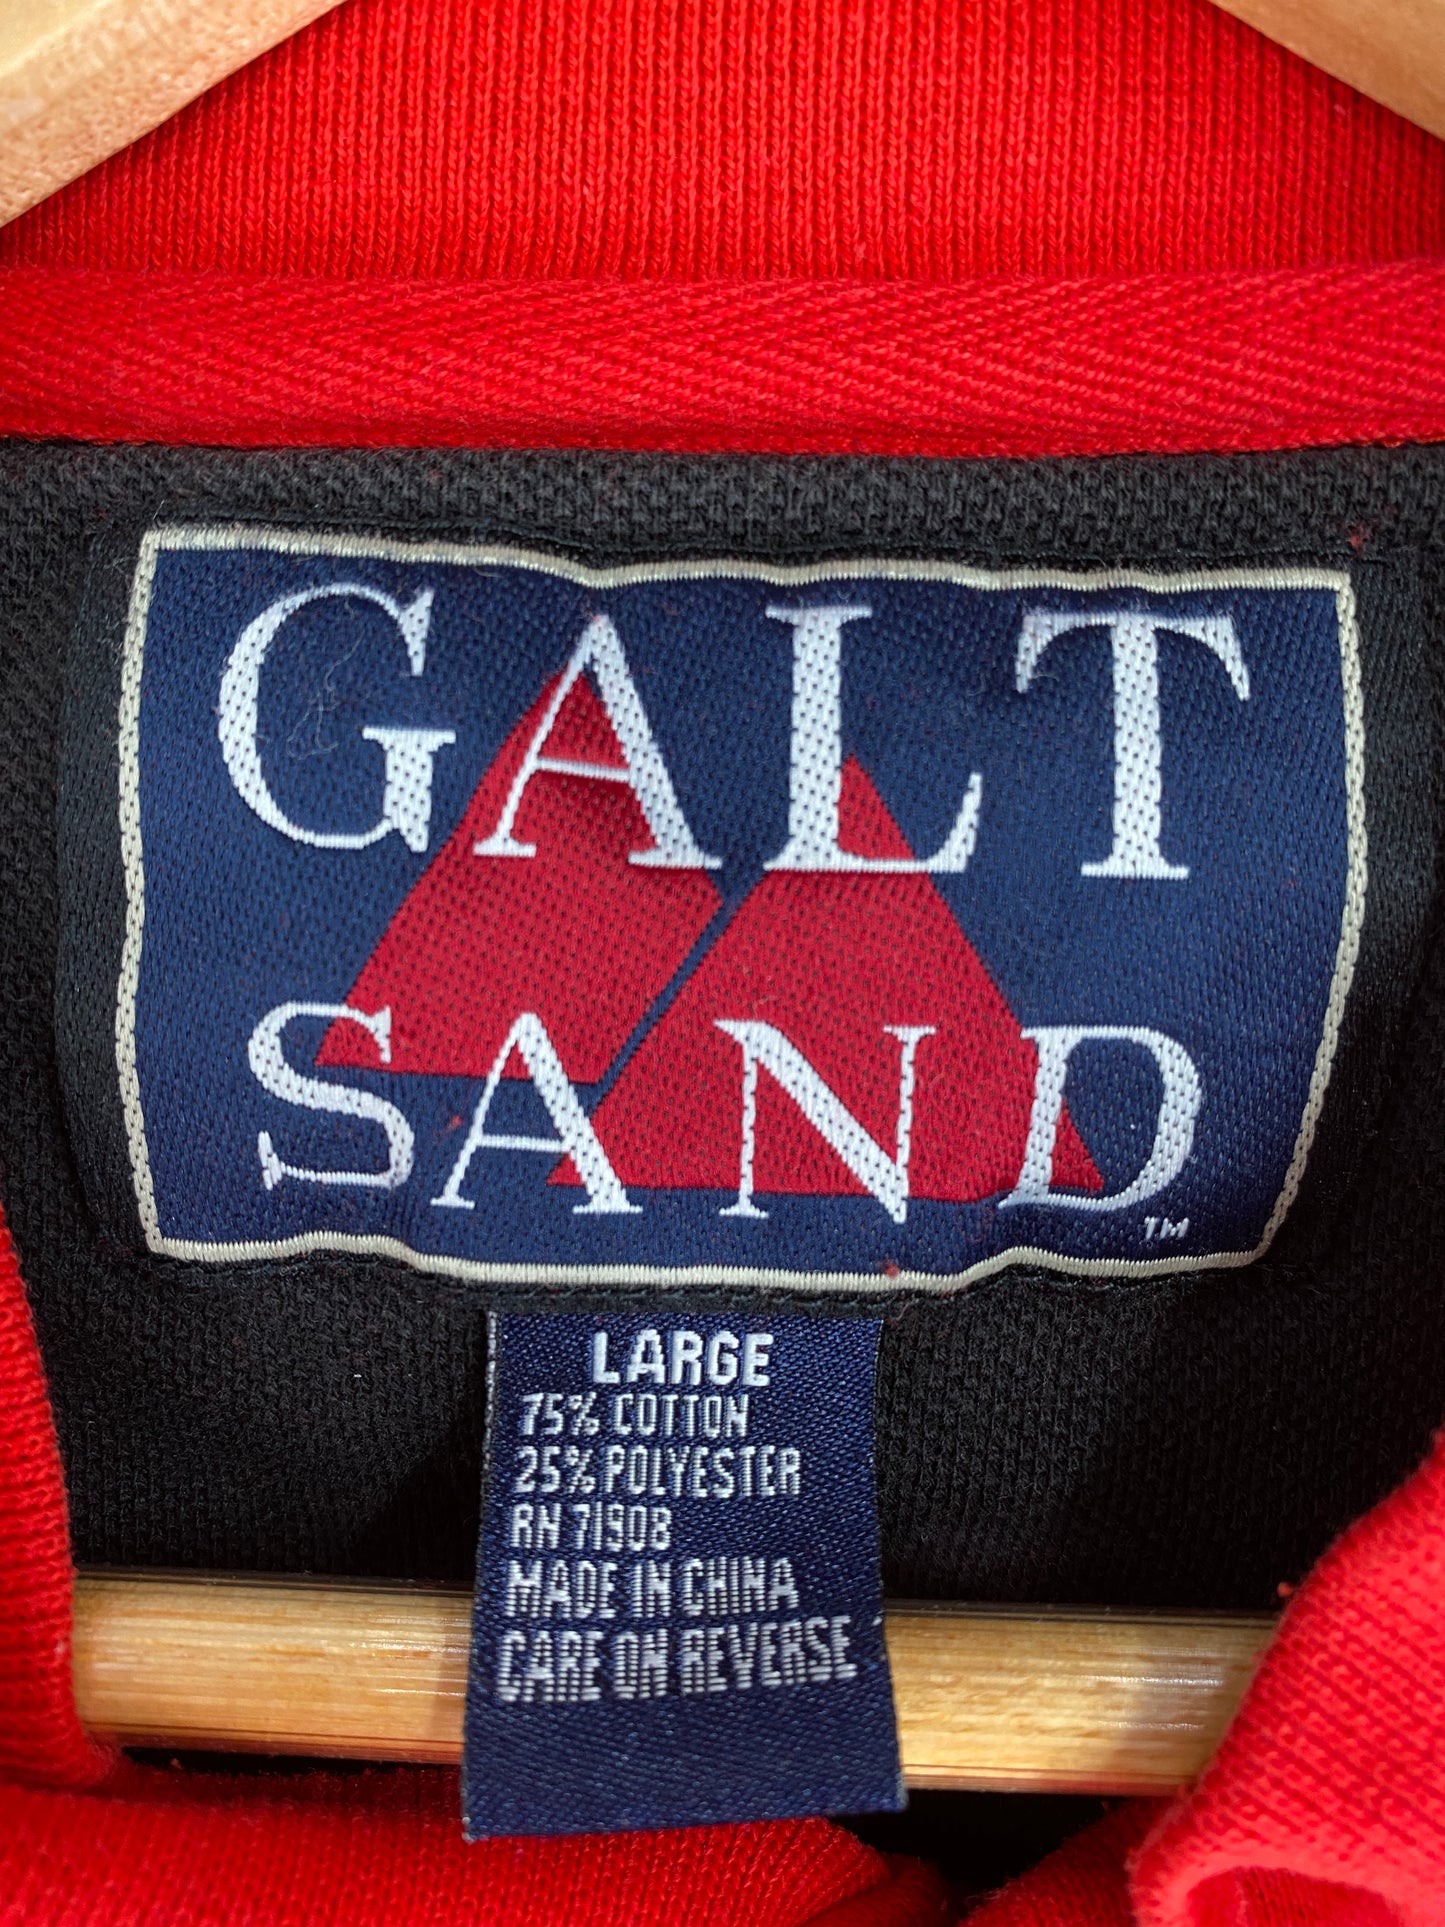 GALT
SAND
™
LARGE
75% COTTON
25% POLYESTER
RN 71908
MADE IN CHINA
CARE ON REVERSE